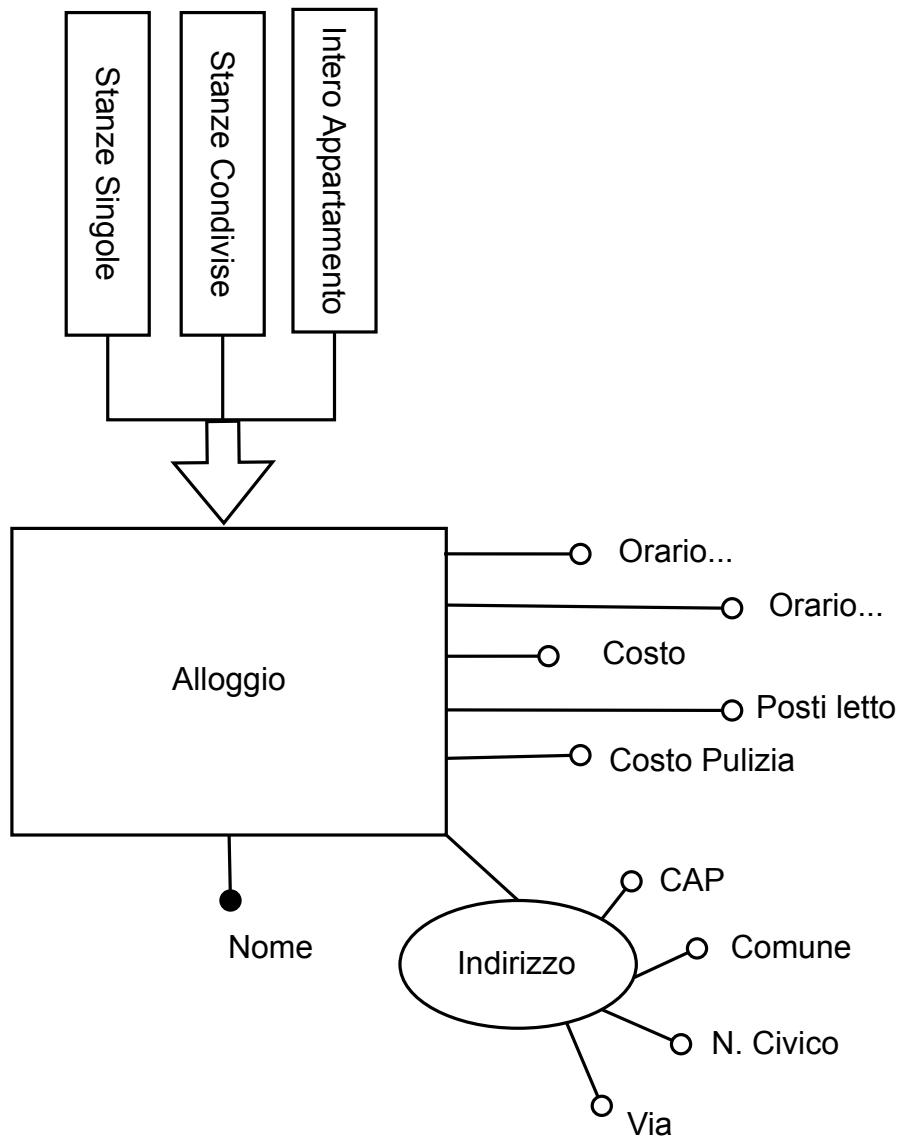 Stanze Singole
Stanze Condivise
Intero Appartamento
Orario...
Orario...
Costo
Alloggio
Posti letto
Costo Pulizia
CAP
Nome
Comune
Indirizzo
N. Civico
Via